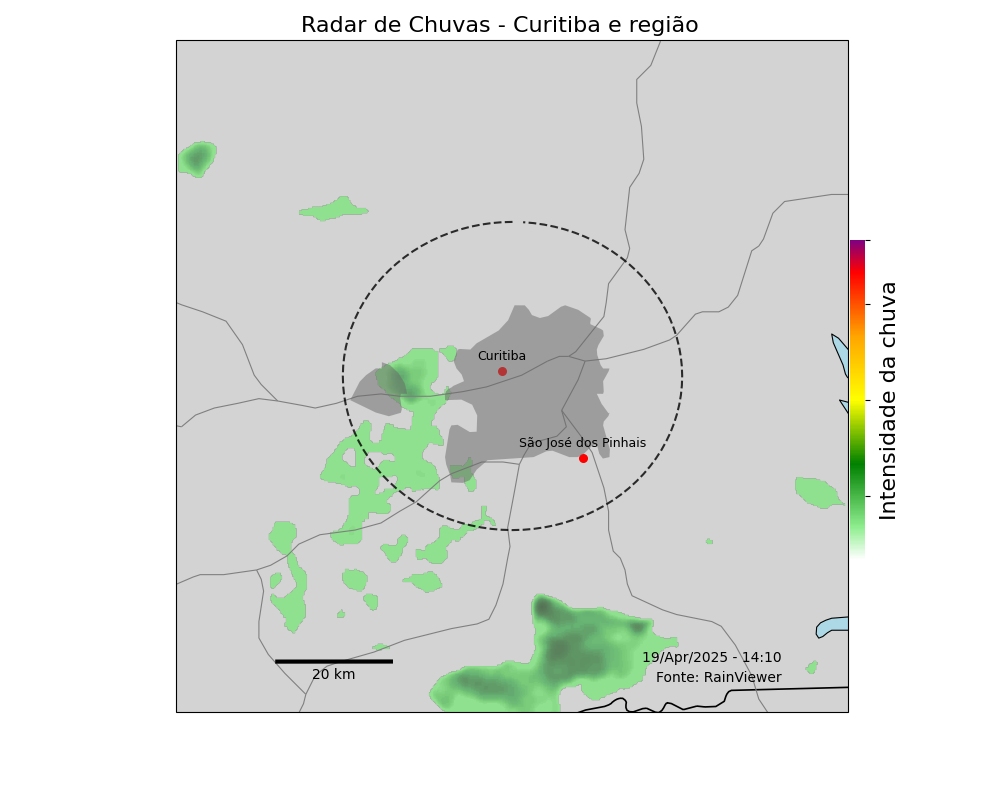 Radar de Chuvas - Curitiba e região
Curitiba
São José dos Pinhais
Intensidade da chuva
19/Apr/2025 - 14:10
Fonte: RainViewer
20 km